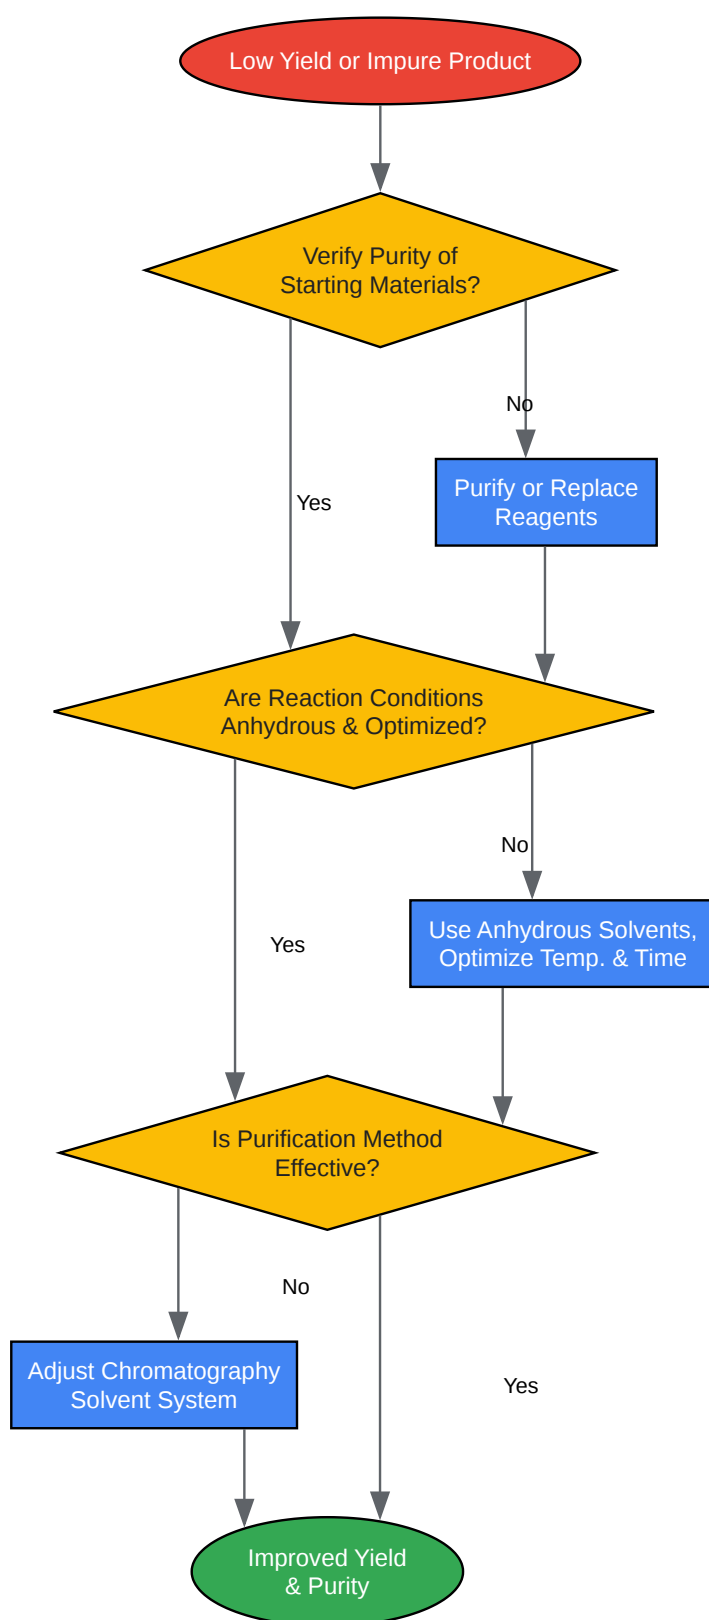 Low Yield or Impure Product
Verify Purity of
Starting Materials?
No
Purify or Replace
Reagents
Yes
Are Reaction Conditions
Anhydrous & Optimized?
No
Use Anhydrous Solvents,
Optimize Temp. & Time
Yes
Is Purification Method
Effective?
No
Adjust Chromatography
Solvent System
Yes
Improved Yield
& Purity